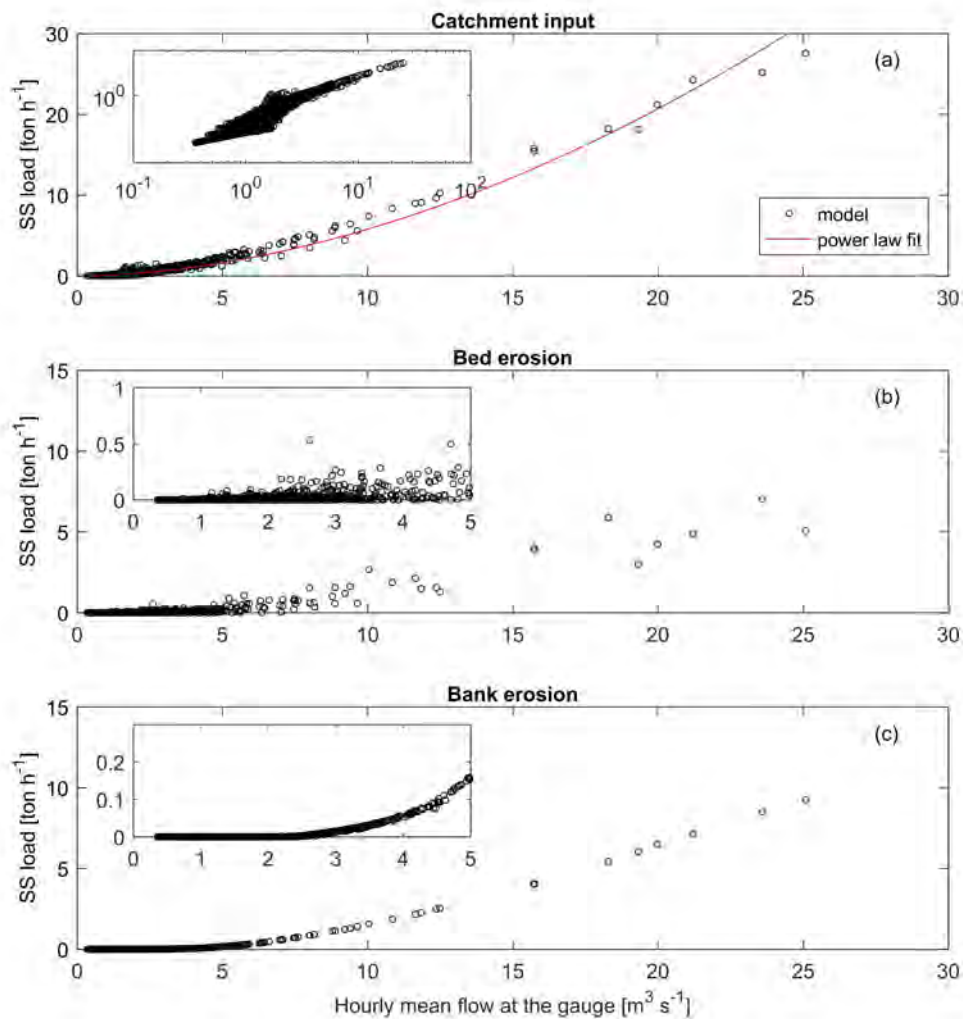 Catchment input
SS load [ton h⁻¹]
30
20
10
0
(a)
10⁰
10⁻¹ 10⁰ 10¹ 10²
model
power law fit
0 5 10 15 20 25 30
Bed erosion
SS load [ton h⁻¹]
15
10
5
0
(b)
1
0.5
0
0 1 2 3 4 5
0 5 10 15 20 25 30
Bank erosion
SS load [ton h⁻¹]
15
10
5
0
(c)
0.2
0.1
0
0 1 2 3 4 5
0 5 10 15 20 25 30
Hourly mean flow at the gauge [m³ s⁻¹]